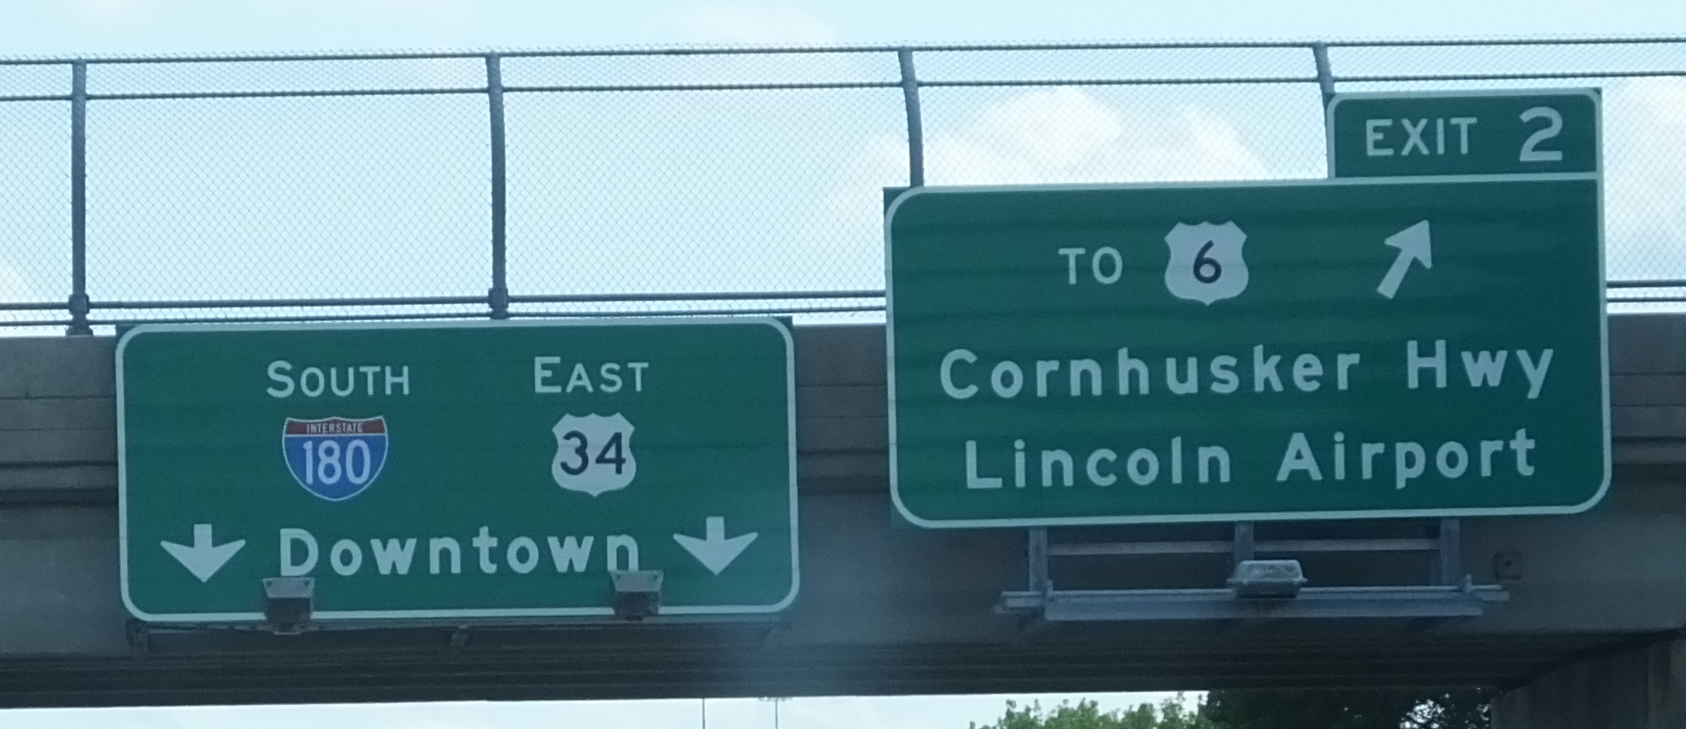 SOUTH EAST
INTERSTATE
180 34
Downtown
EXIT 2
TO 6
Cornhusker Hwy
Lincoln Airport